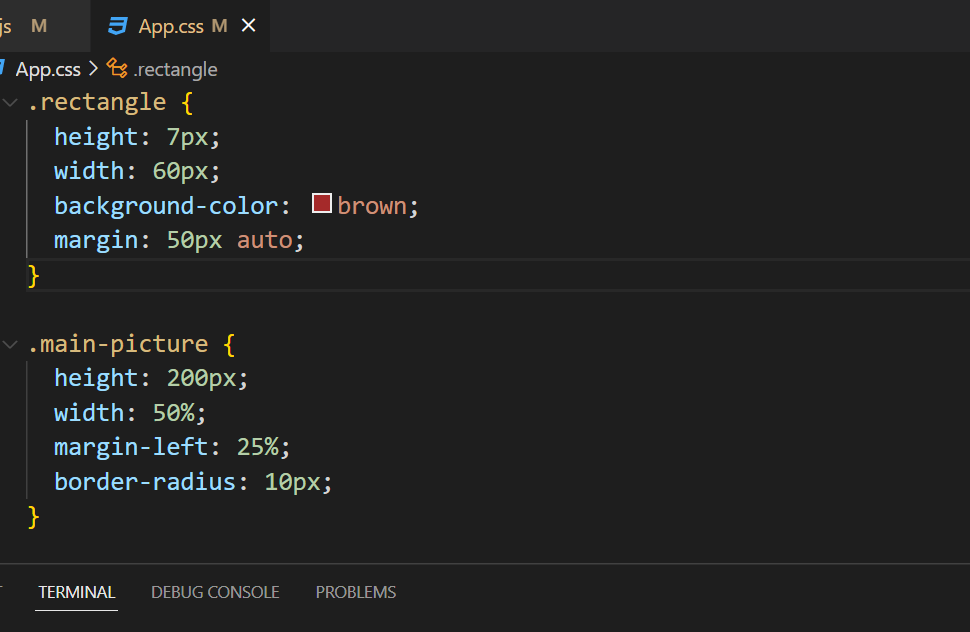 js M App.css M
App.css .rectangle
.rectangle {
height: 7px;
width: 60px;
background-color: brown;
margin: 50px auto;
}
.main-picture {
height: 200px;
width: 50%;
margin-left: 25%;
border-radius: 10px;
}
TERMINAL DEBUG CONSOLE PROBLEMS